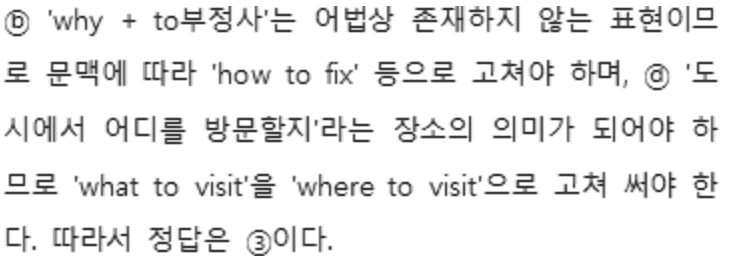 ⓑ 'why + to부정사'는 어법상 존재하지 않는 표현이므
로 문맥에 따라 'how to fix' 등으로 고쳐야 하며, ⓓ '도
시에서 어디를 방문할지'라는 장소의 의미가 되어야 하
므로 'what to visit'을 'where to visit'으로 고쳐 써야 한
다. 따라서 정답은 ③이다.